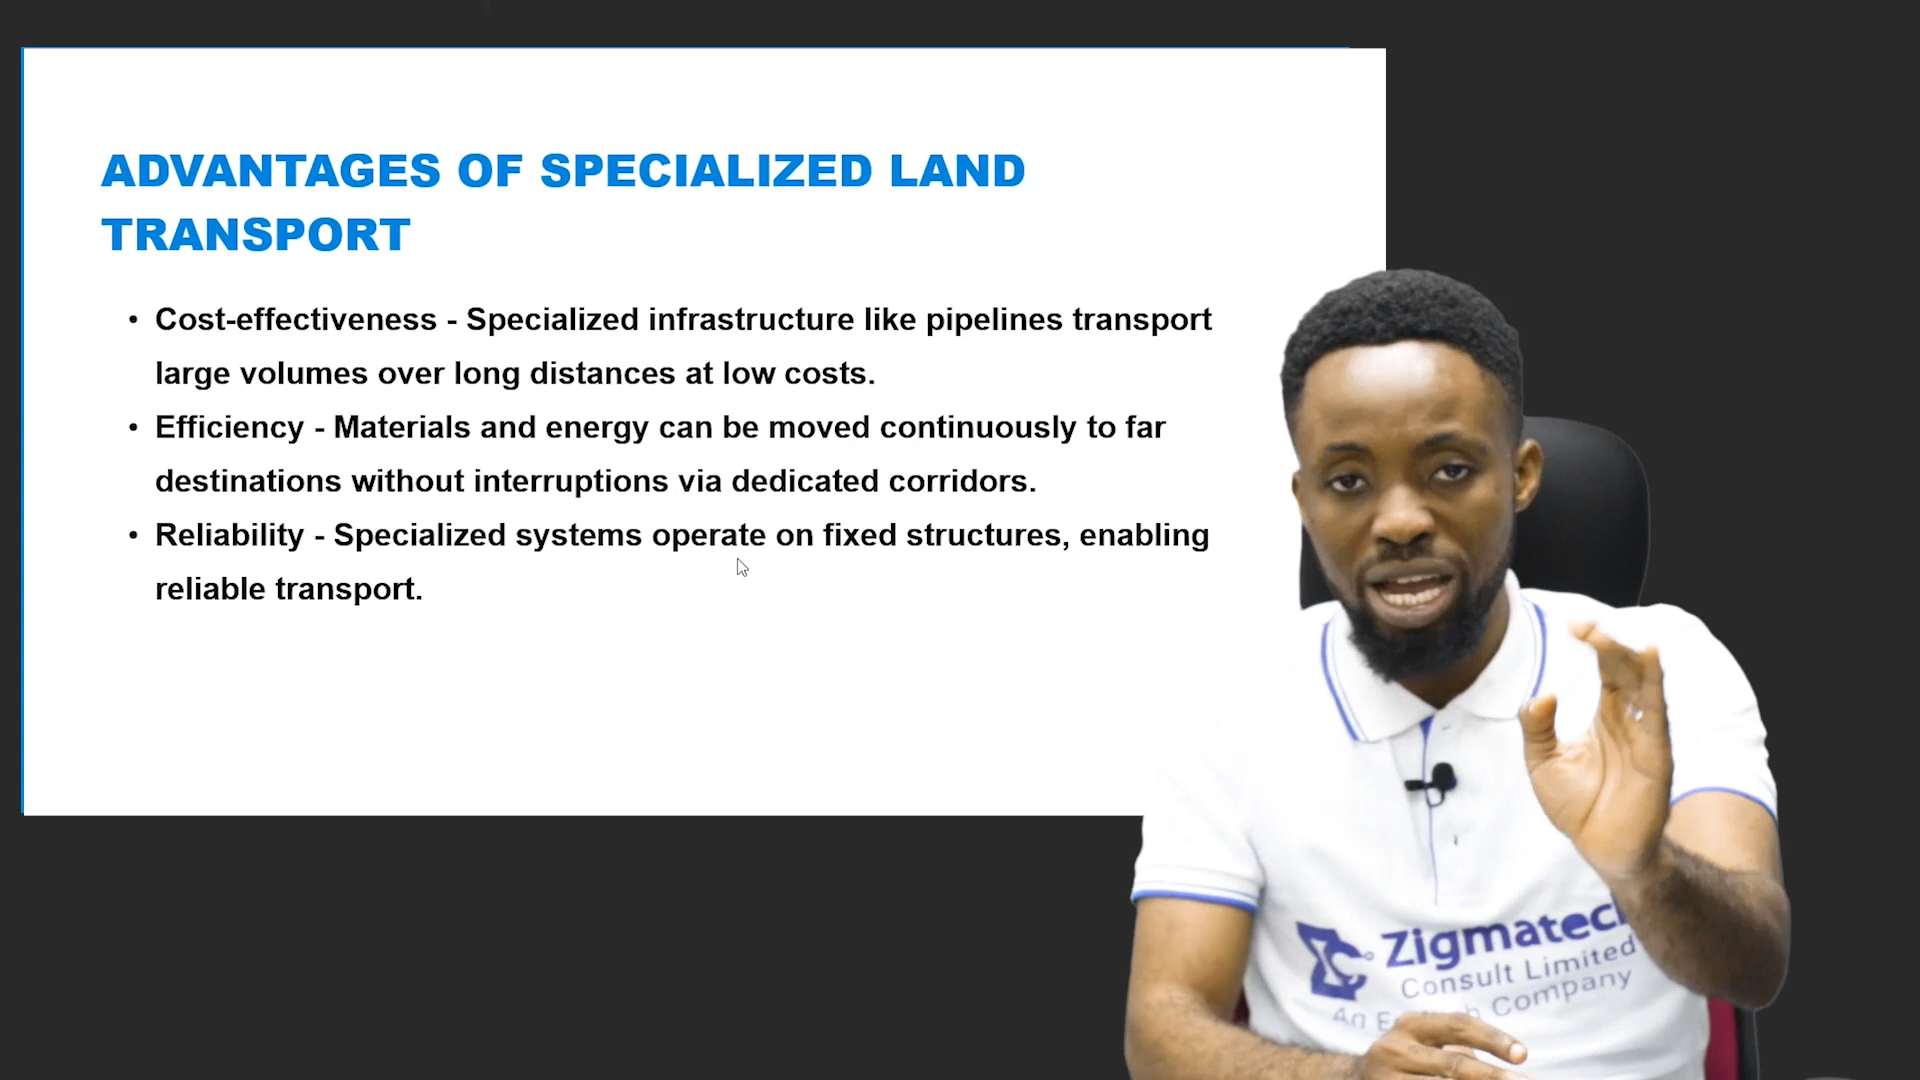 ADVANTAGES OF SPECIALIZED LAND
TRANSPORT
• Cost-effectiveness - Specialized infrastructure like pipelines transport
large volumes over long distances at low costs.
• Efficiency - Materials and energy can be moved continuously to far
destinations without interruptions via dedicated corridors.
• Reliability - Specialized systems operate on fixed structures, enabling
reliable transport.
Zigmatech
Consult Limited
An Company